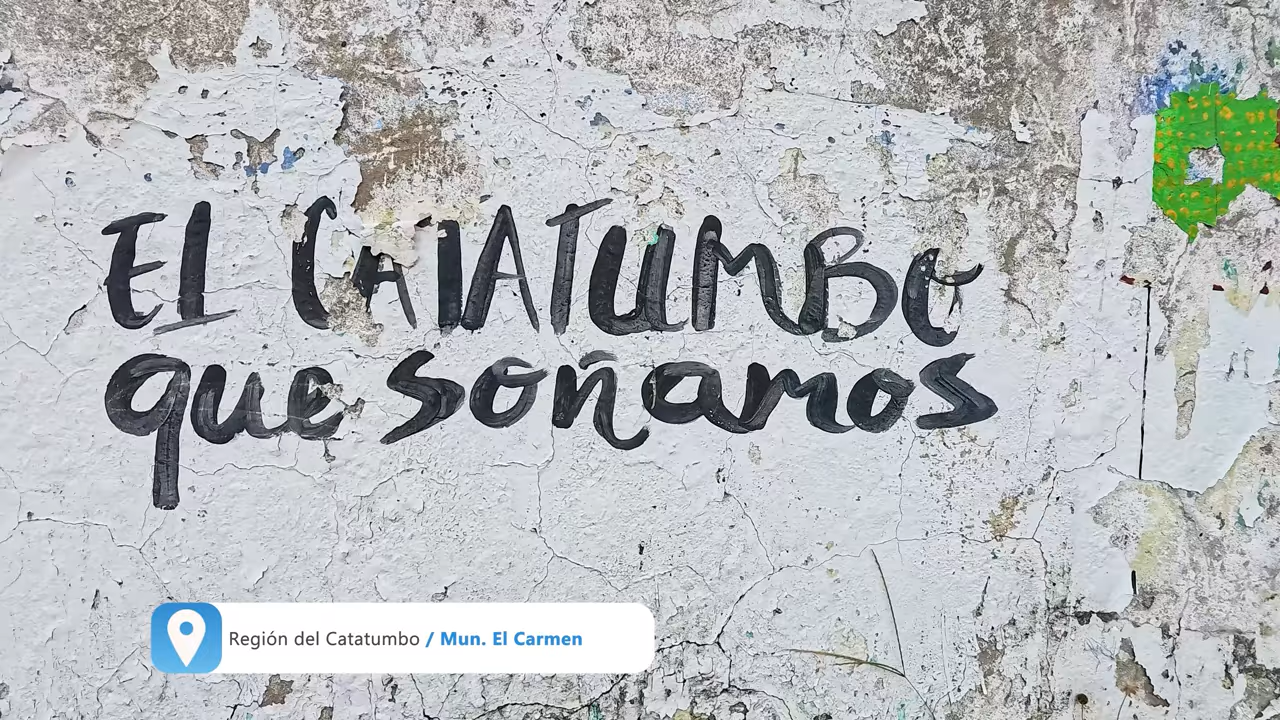 EL CATATUMBO
que soñamos
Región del Catatumbo / Mun. El Carmen